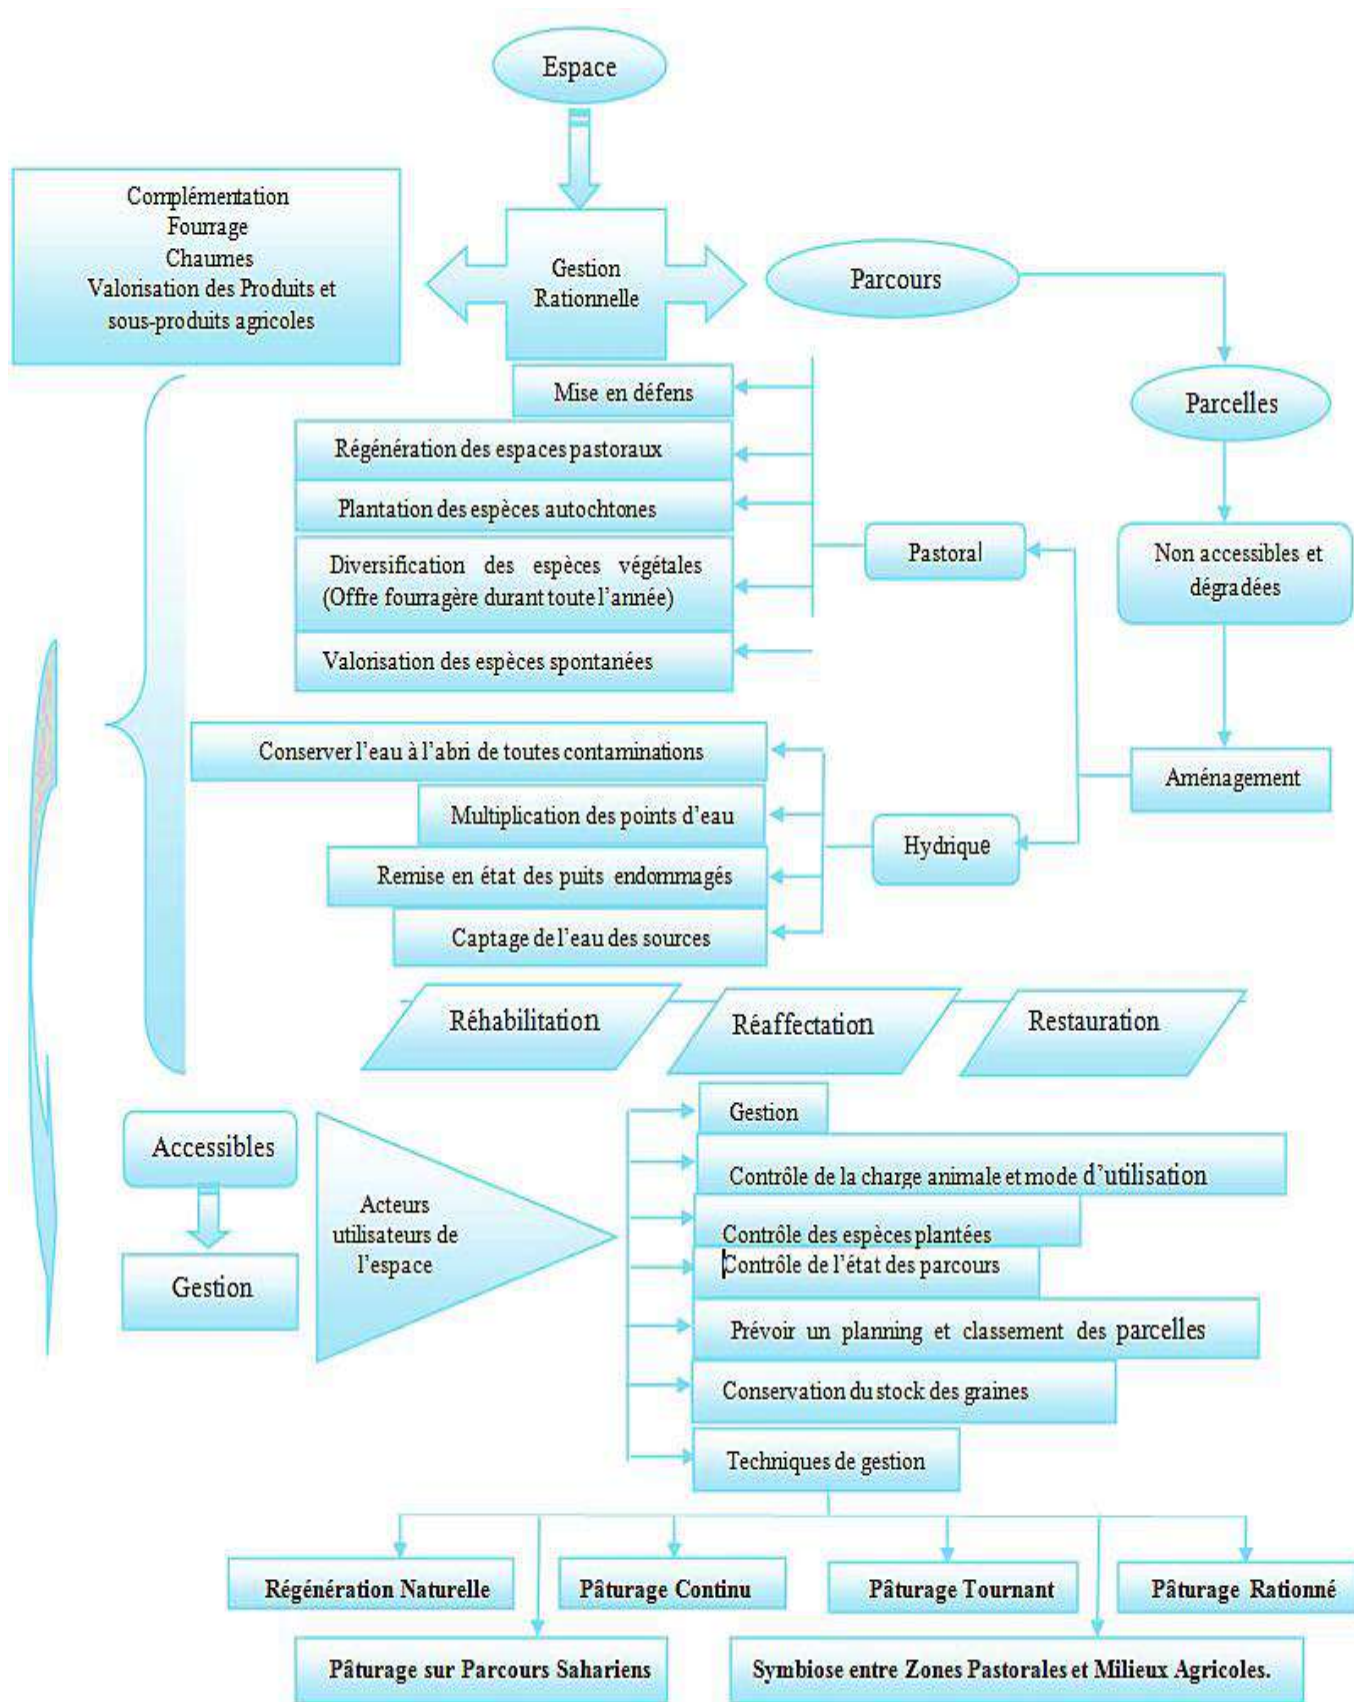 Espace
Complémentation
Fourrage
Chaumes
Valorisation des Produits et
sous-produits agricoles
Gestion
Rationnelle
Parcours
Parcelles
Mise en défens
Régénération des espaces pastoraux
Plantation des espèces autochtones
Diversification des espèces végétales
(Offre fourragère durant toute l'année)
Valorisation des espèces spontanées
Pastoral
Non accessibles et
dégradées
Aménagement
Conserver l'eau à l'abri de toutes contaminations
Multiplication des points d'eau
Remise en état des puits endommagés
Captage de l'eau des sources
Hydrique
Réhabilitation
Réaffectation
Restauration
Accessibles
Gestion
Acteurs
utilisateurs de
l'espace
Gestion
Contrôle de la charge animale et mode d'utilisation
Contrôle des espèces plantées
Contrôle de l'état des parcours
Prévoir un planning et classement des parcelles
Conservation du stock des graines
Techniques de gestion
Régénération Naturelle
Pâturage Continu
Pâturage Tournant
Pâturage Rationné
Pâturage sur Parcours Sahariens
Symbiose entre Zones Pastorales et Milieux Agricoles.